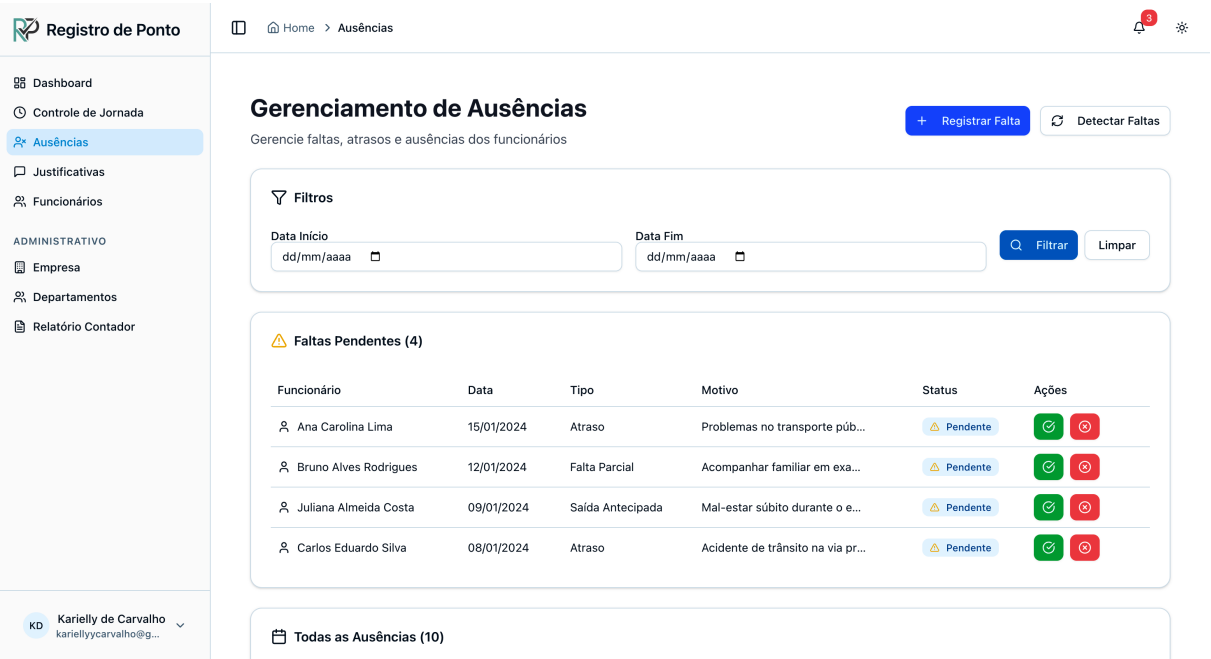 Registro de Ponto
Home > Ausências
3
Dashboard
Controle de Jornada
Ausências
Justificativas
Funcionários
ADMINISTRATIVO
Empresa
Departamentos
Relatório Contador
KD
Karielly de Carvalho
kariellyycarvalho@g...
Gerenciamento de Ausências
Gerencie faltas, atrasos e ausências dos funcionários
+ Registrar Falta
Detectar Faltas
Filtros
Data Início
dd/mm/aaaa
Data Fim
dd/mm/aaaa
Filtrar
Limpar
Faltas Pendentes (4)
Funcionário Data Tipo Motivo Status Ações
Ana Carolina Lima 15/01/2024 Atraso Problemas no transporte púb... Pendente
Bruno Alves Rodrigues 12/01/2024 Falta Parcial Acompanhar familiar em exa... Pendente
Juliana Almeida Costa 09/01/2024 Saída Antecipada Mal-estar súbito durante o e... Pendente
Carlos Eduardo Silva 08/01/2024 Atraso Acidente de trânsito na via pr... Pendente
Todas as Ausências (10)